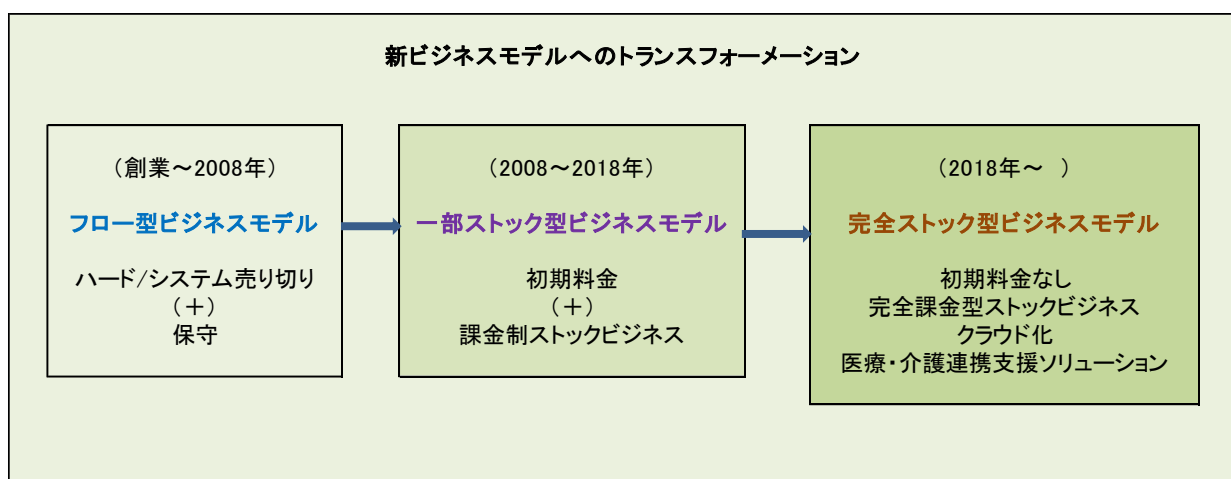 新ビジネスモデルへのトランスフォーメーション
（創業～2008年）
フロー型ビジネスモデル
ハード/システム売り切り
（＋）
保守
（2008～2018年）
一部ストック型ビジネスモデル
初期料金
（＋）
課金制ストックビジネス
（2018年～　）
完全ストック型ビジネスモデル
初期料金なし
完全課金型ストックビジネス
クラウド化
医療・介護連携支援ソリューション